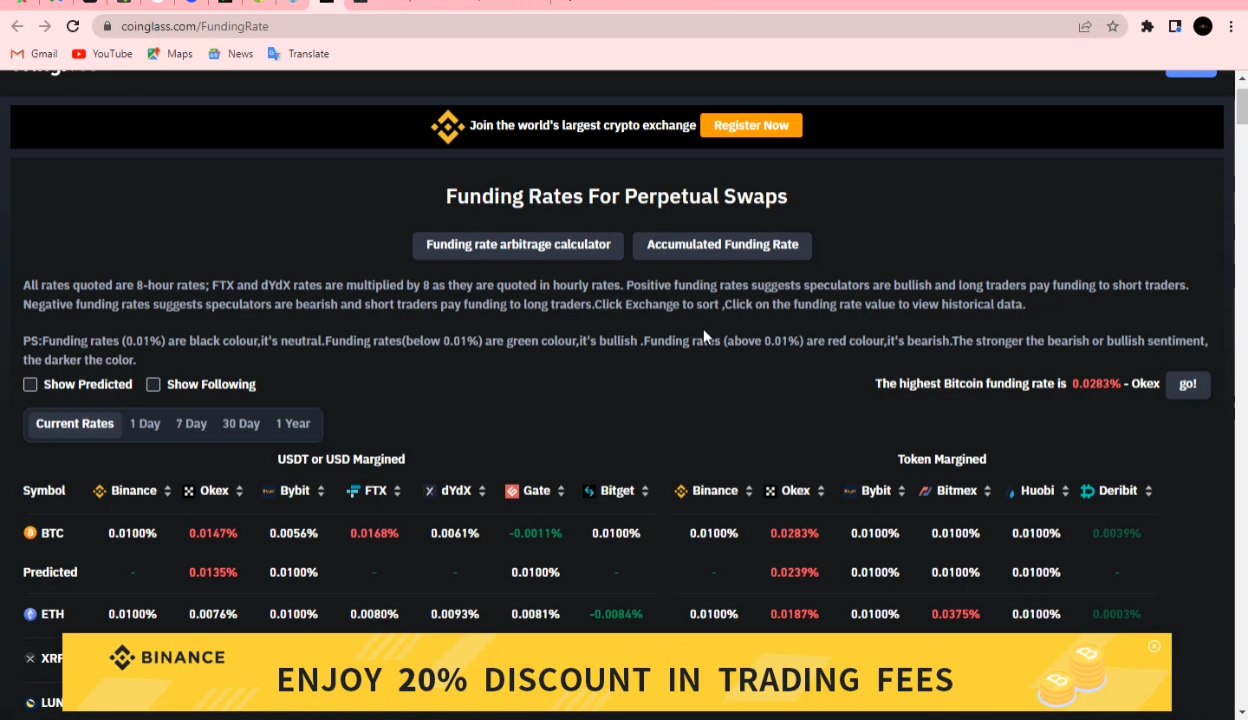 coinglass.com/FundingRate
Gmail YouTube Maps News Translate
Join the world's largest crypto exchange Register Now
Funding Rates For Perpetual Swaps
Funding rate arbitrage calculator Accumulated Funding Rate
All rates quoted are 8-hour rates; FTX and dYdX rates are multiplied by 8 as they are quoted in hourly rates. Positive funding rates suggests speculators are bullish and long traders pay funding to short traders.
Negative funding rates suggests speculators are bearish and short traders pay funding to long traders.Click Exchange to sort ,Click on the funding rate value to view historical data.
PS:Funding rates (0.01%) are black colour,it's neutral.Funding rates(below 0.01%) are green colour,it's bullish .Funding rates (above 0.01%) are red colour,it's bearish.The stronger the bearish or bullish sentiment,
the darker the color.
Show Predicted Show Following The highest Bitcoin funding rate is 0.0283% - Okex go!
Current Rates 1 Day 7 Day 30 Day 1 Year
USDT or USD Margined Token Margined
Symbol Binance Okex Bybit FTX dYdX Gate Bitget Binance Okex Bybit Bitmex Huobi Deribit
BTC 0.0100% 0.0147% 0.0056% 0.0168% 0.0061% -0.0011% 0.0100% 0.0100% 0.0283% 0.0100% 0.0100% 0.0100% 0.0039%
Predicted - 0.0135% 0.0100% - - 0.0100% - - 0.0239% 0.0100% 0.0100% 0.0100% -
ETH 0.0100% 0.0076% 0.0100% 0.0080% 0.0093% 0.0081% -0.0084% 0.0100% 0.0187% 0.0100% 0.0375% 0.0100% 0.0003%
XRP
BINANCE
ENJOY 20% DISCOUNT IN TRADING FEES
LUN